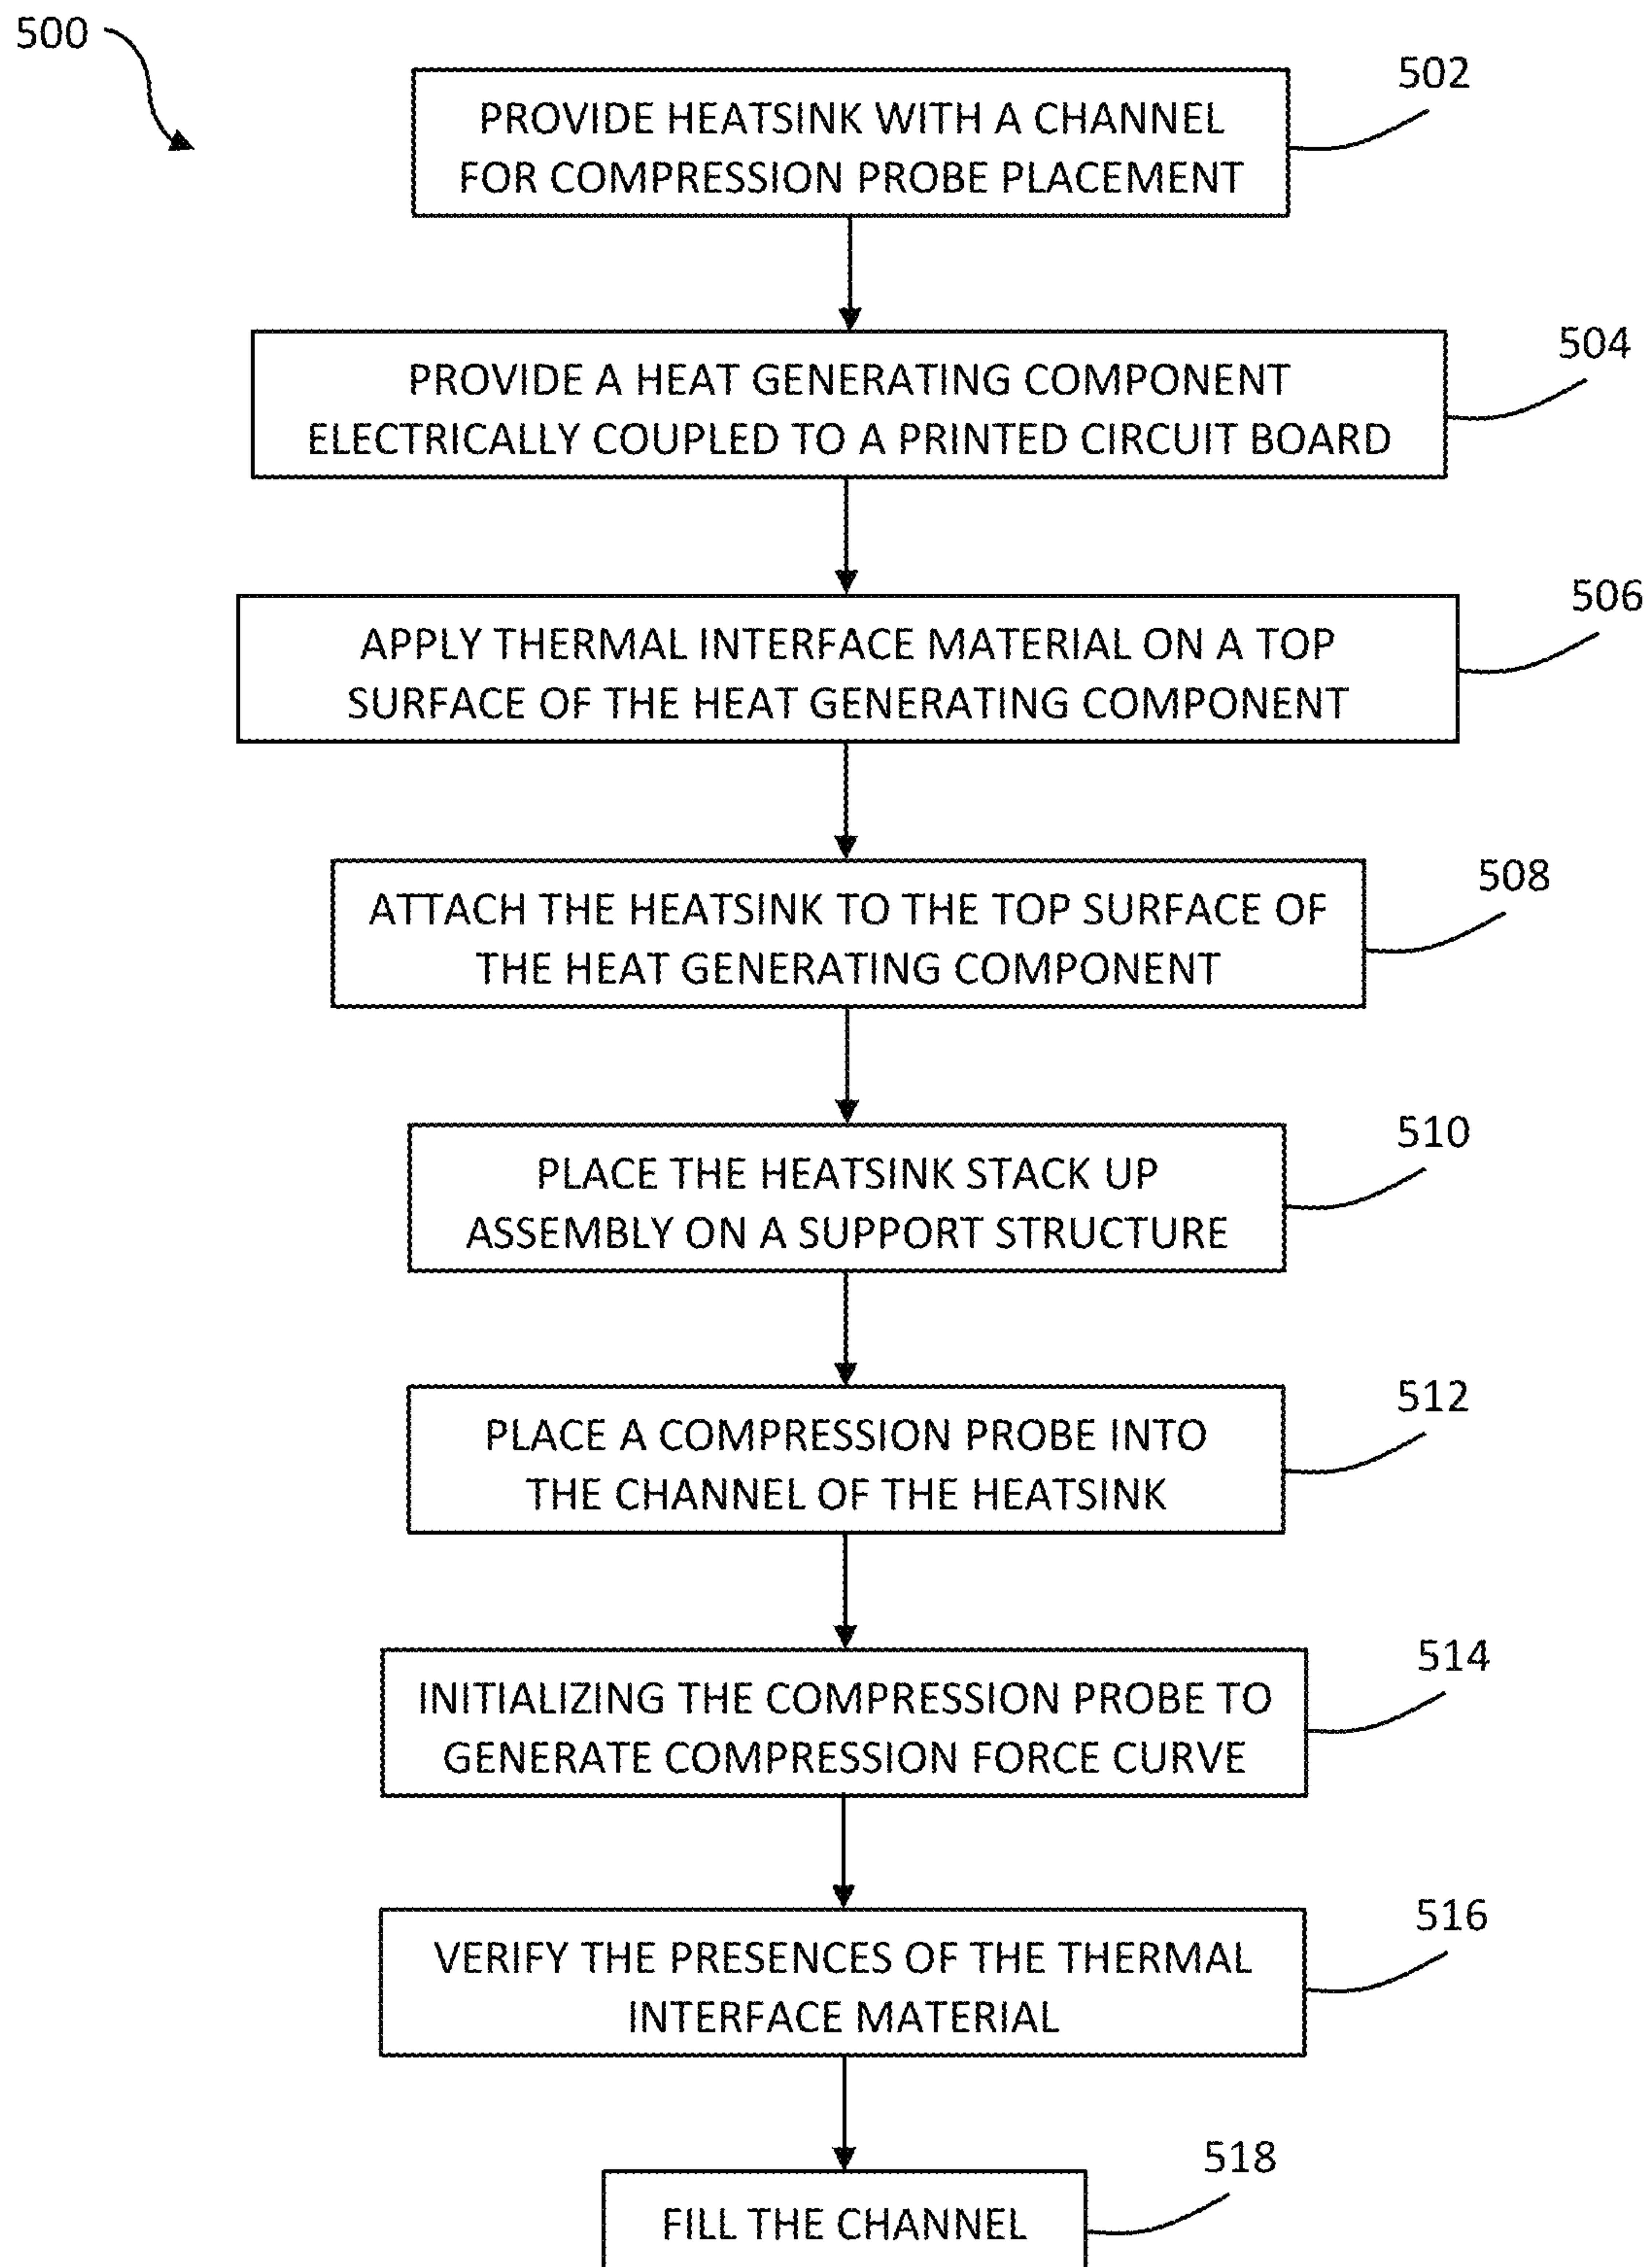 500
502
PROVIDE HEATSINK WITH A CHANNEL
FOR COMPRESSION PROBE PLACEMENT
504
PROVIDE A HEAT GENERATING COMPONENT
ELECTRICALLY COUPLED TO A PRINTED CIRCUIT BOARD
506
APPLY THERMAL INTERFACE MATERIAL ON A TOP
SURFACE OF THE HEAT GENERATING COMPONENT
508
ATTACH THE HEATSINK TO THE TOP SURFACE OF
THE HEAT GENERATING COMPONENT
510
PLACE THE HEATSINK STACK UP
ASSEMBLY ON A SUPPORT STRUCTURE
512
PLACE A COMPRESSION PROBE INTO
THE CHANNEL OF THE HEATSINK
514
INITIALIZING THE COMPRESSION PROBE TO
GENERATE COMPRESSION FORCE CURVE
516
VERIFY THE PRESENCES OF THE THERMAL
INTERFACE MATERIAL
518
FILL THE CHANNEL